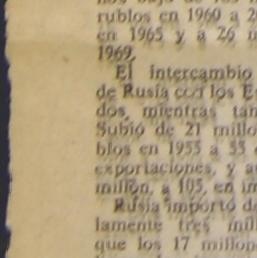 rublos en 1960 a 2
en 1965 y a 26 m
1969.
El intercambio
de Rusia con los E
dos, mientras tan
Subió de 21 millo
blos en 1955 a 55
exportaciones, y a
millón, a 105, en im
Rusia importó de
lamente tres mill
que los 17 millon